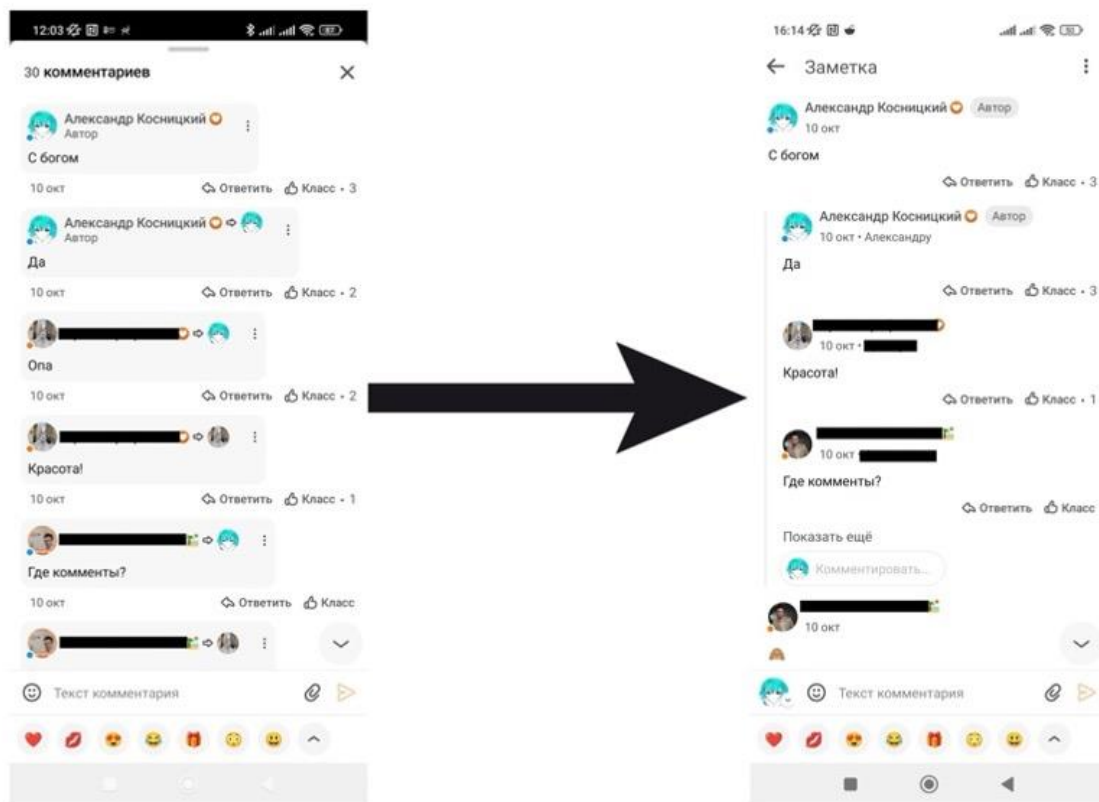 12:03
30 комментариев
Александр Косницкий
Автор
С богом
10 окт Ответить Класс • 3
Александр Косницкий
Автор
Да
10 окт Ответить Класс • 2
Опа
10 окт Ответить Класс • 2
Красота!
10 окт Ответить Класс • 1
Где комменты?
10 окт Ответить Класс
Текст комментария
16:14
Заметка
Александр Косницкий Автор
10 окт
С богом
Ответить Класс • 3
Александр Косницкий Автор
10 окт • Александру
Да
Ответить Класс • 3
10 окт •
Красота!
Ответить Класс • 1
10 окт
Где комменты?
Ответить Класс
Показать ещё
Комментировать...
10 окт
Текст комментария